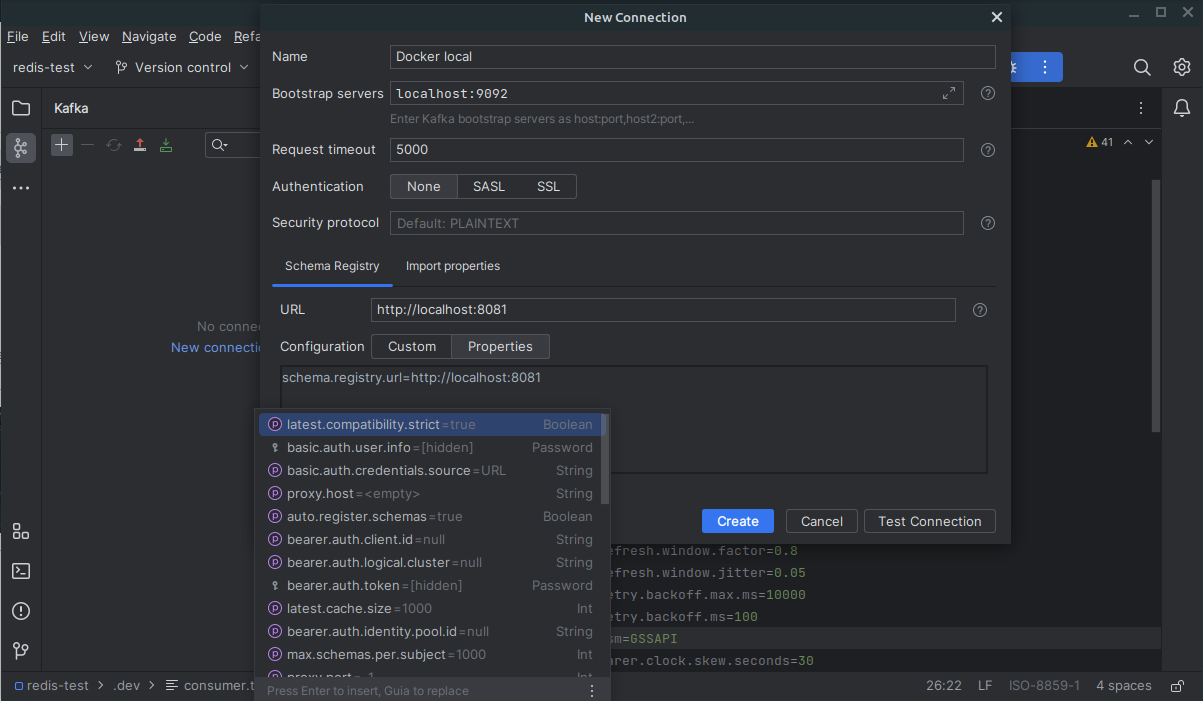 New Connection
File Edit View Navigate Code Refa
redis-test Version control
Kafka
41
No connec
New connectio
Name Docker local
Bootstrap servers localhost:9092
Enter Kafka bootstrap servers as host:port,host2:port,...
Request timeout 5000
Authentication None SASL SSL
Security protocol Default: PLAINTEXT
Schema Registry Import properties
URL http://localhost:8081
Configuration Custom Properties
schema.registry.url=http://localhost:8081
latest.compatibility.strict=true Boolean
basic.auth.user.info=[hidden] Password
basic.auth.credentials.source=URL String
proxy.host=<empty> String
auto.register.schemas=true Boolean
bearer.auth.client.id=null String
bearer.auth.logical.cluster=null String
bearer.auth.token=[hidden] Password
latest.cache.size=1000 Int
bearer.auth.identity.pool.id=null String
max.schemas.per.subject=1000 Int
proxy.port=-1 Int
Press Enter to insert, Guia to replace
Create Cancel Test Connection
efresh.window.factor=0.8
efresh.window.jitter=0.05
etry.backoff.max.ms=10000
etry.backoff.ms=100
sm=GSSAPI
arer.clock.skew.seconds=30
redis-test > .dev > consumer.t
26:22 LF ISO-8859-1 4 spaces